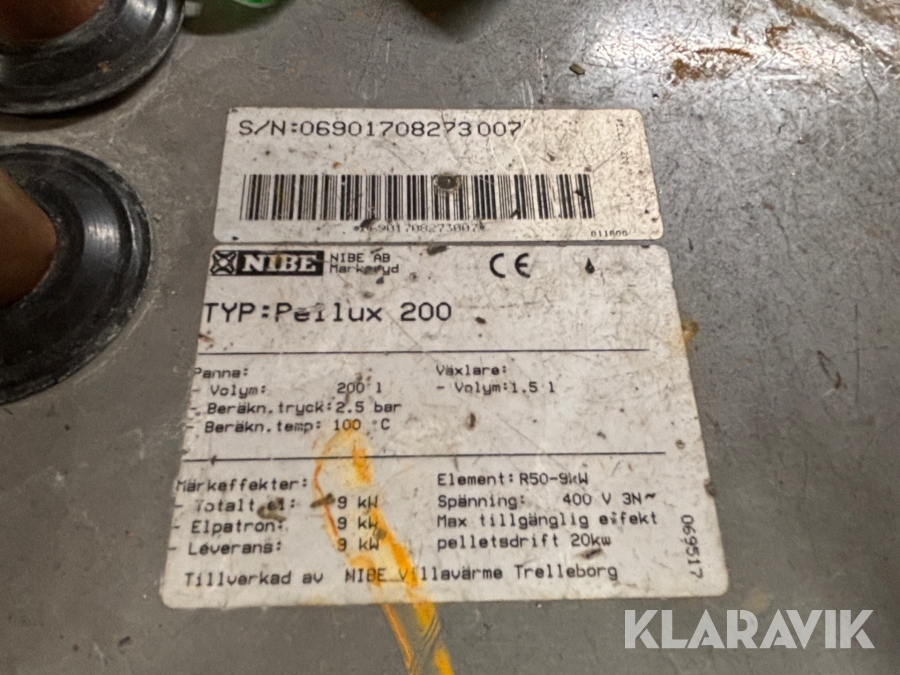 S/N:06901708273007
*06901708273007*
011800
NIBE NIBE AB
Markaryd
CE
TYP:Pellux 200
Panna:
- Volym: 200 l
- Beräkn.tryck:2.5 bar
- Beräkn.temp: 100 °C
Växlare:
- Volym:1.5 l
Märkeffekter:
- Totalt el: 9 kW
- Elpatron: 9 kW
- Leverans: 9 kW
Element: R50-9kW
Spänning: 400 V 3N~
Max tillgänglig effekt
pelletsdrift 20kw
Tillverkad av NIBE Villavärme Trelleborg
069517
KLARAVIK